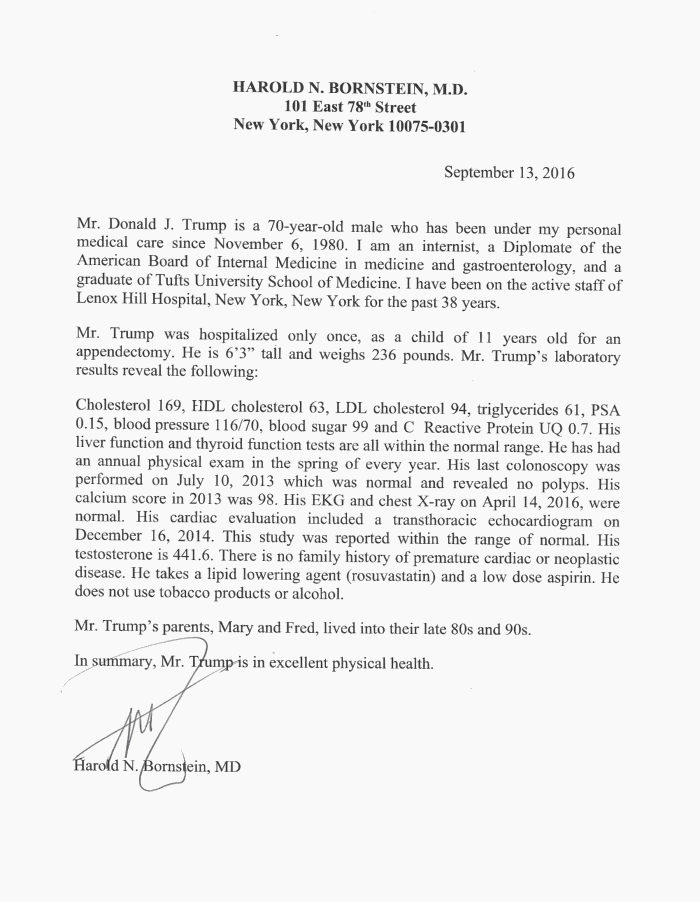 HAROLD N. BORNSTEIN, M.D.
101 East 78th Street
New York, New York 10075-0301
September 13, 2016
Mr. Donald J. Trump is a 70-year-old male who has been under my personal
medical care since November 6, 1980. I am an internist, a Diplomate of the
American Board of Internal Medicine in medicine and gastroenterology, and a
graduate of Tufts University School of Medicine. I have been on the active staff of
Lenox Hill Hospital, New York, New York for the past 38 years.
Mr. Trump was hospitalized only once, as a child of 11 years old for an
appendectomy. He is 6'3" tall and weighs 236 pounds. Mr. Trump's laboratory
results reveal the following:
Cholesterol 169, HDL cholesterol 63, LDL cholesterol 94, triglycerides 61, PSA
0.15, blood pressure 116/70, blood sugar 99 and C Reactive Protein UQ 0.7. His
liver function and thyroid function tests are all within the normal range. He has had
an annual physical exam in the spring of every year. His last colonoscopy was
performed on July 10, 2013 which was normal and revealed no polyps. His
calcium score in 2013 was 98. His EKG and chest X-ray on April 14, 2016, were
normal. His cardiac evaluation included a transthoracic echocardiogram on
December 16, 2014. This study was reported within the range of normal. His
testosterone is 441.6. There is no family history of premature cardiac or neoplastic
disease. He takes a lipid lowering agent (rosuvastatin) and a low dose aspirin. He
does not use tobacco products or alcohol.
Mr. Trump's parents, Mary and Fred, lived into their late 80s and 90s.
In summary, Mr. Trump is in excellent physical health.
Harold N. Bornstein, MD